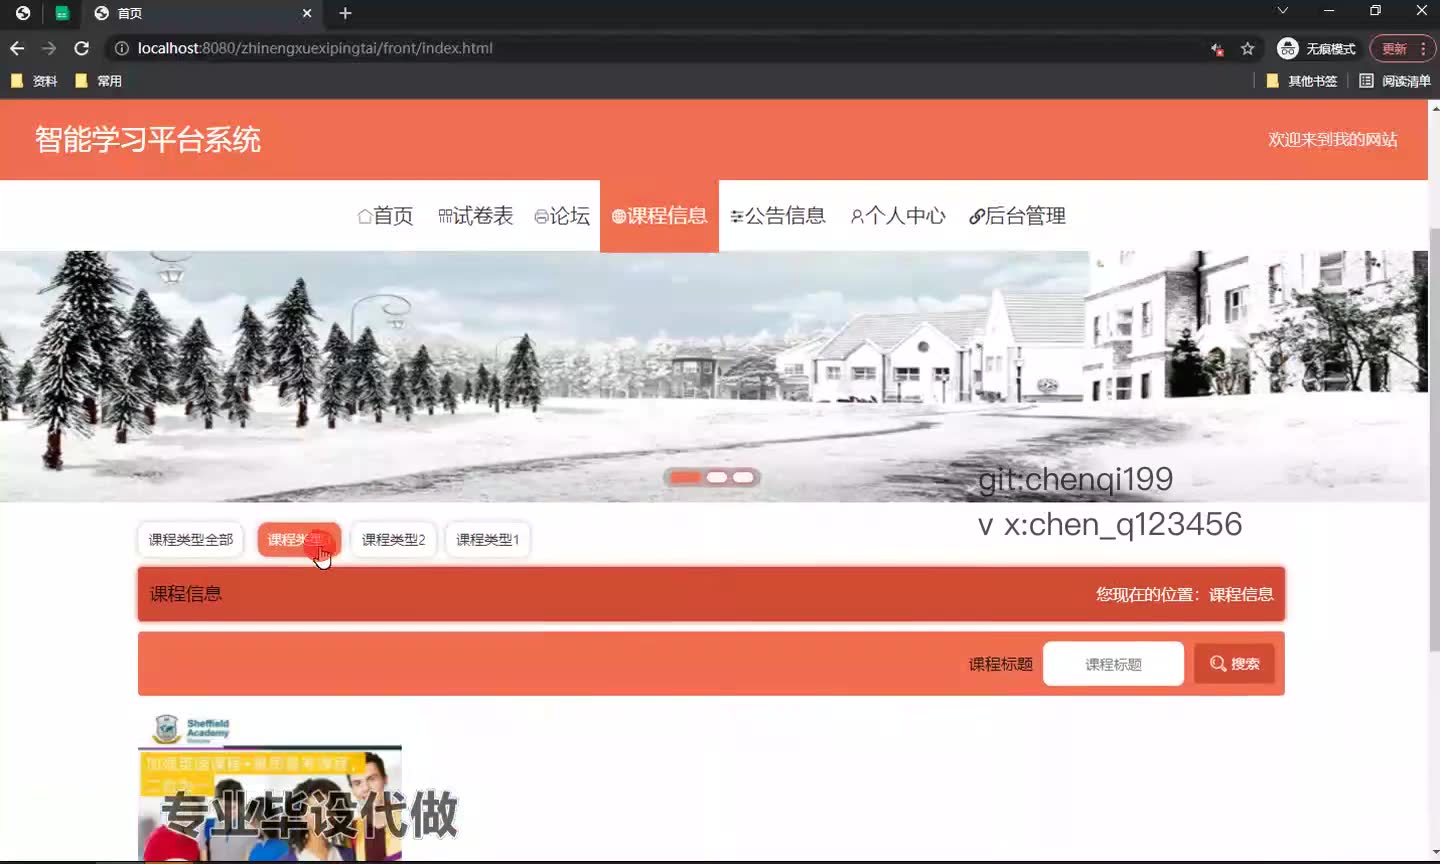 首页
localhost:8080/zhinengxuexipingtai/front/index.html
无痕模式
更新
资料
常用
其他书签
阅读清单
智能学习平台系统
欢迎来到我的网站
首页
试卷表
论坛
课程信息
公告信息
个人中心
后台管理
git:chenqi199
v x:chen_q123456
课程类型全部
课程类型
课程类型2
课程类型1
课程信息
您现在的位置：课程信息
课程标题
课程标题
搜索
Sheffield
Academy
专业毕设代做